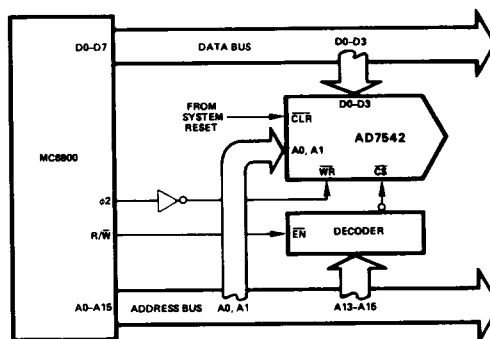 D0–D7
DATA BUS
D0–D3
D0–D3
FROM
SYSTEM
RESET
CLR
AD7542
MC6800
A0, A1
WR
CS
ϕ2
R/W
EN
DECODER
A0–A15
ADDRESS BUS
A0, A1
A13–A15